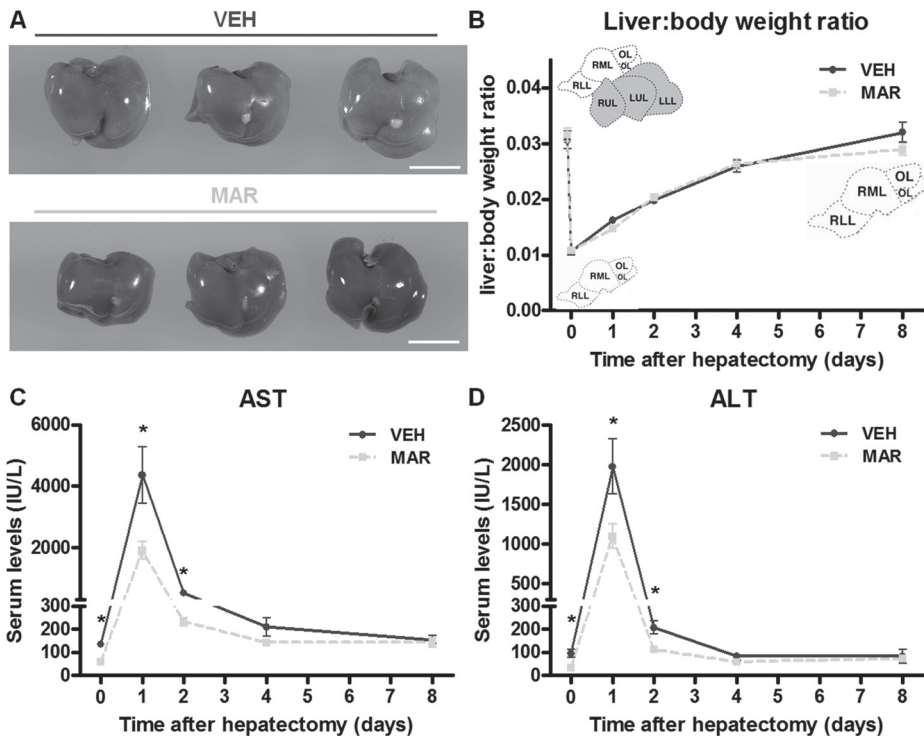 A
VEH
MAR
B
Liver:body weight ratio
liver:body weight ratio
0.04
0.03
0.02
0.01
0.00
RML
OL
OL
RLL
RUL
LUL
LLL
VEH
MAR
RML
OL
OL
RLL
RML
OL
OL
RLL
0 1 2 3 4 5 6 7 8
Time after hepatectomy (days)
C
AST
Serum levels (IU/L)
6000
4000
2000
300
200
100
0
*
*
*
VEH
MAR
0 1 2 3 4 5 6 7 8
Time after hepatectomy (days)
D
ALT
Serum levels (IU/L)
2500
2000
1500
1000
500
300
200
100
0
*
*
*
VEH
MAR
0 1 2 3 4 5 6 7 8
Time after hepatectomy (days)